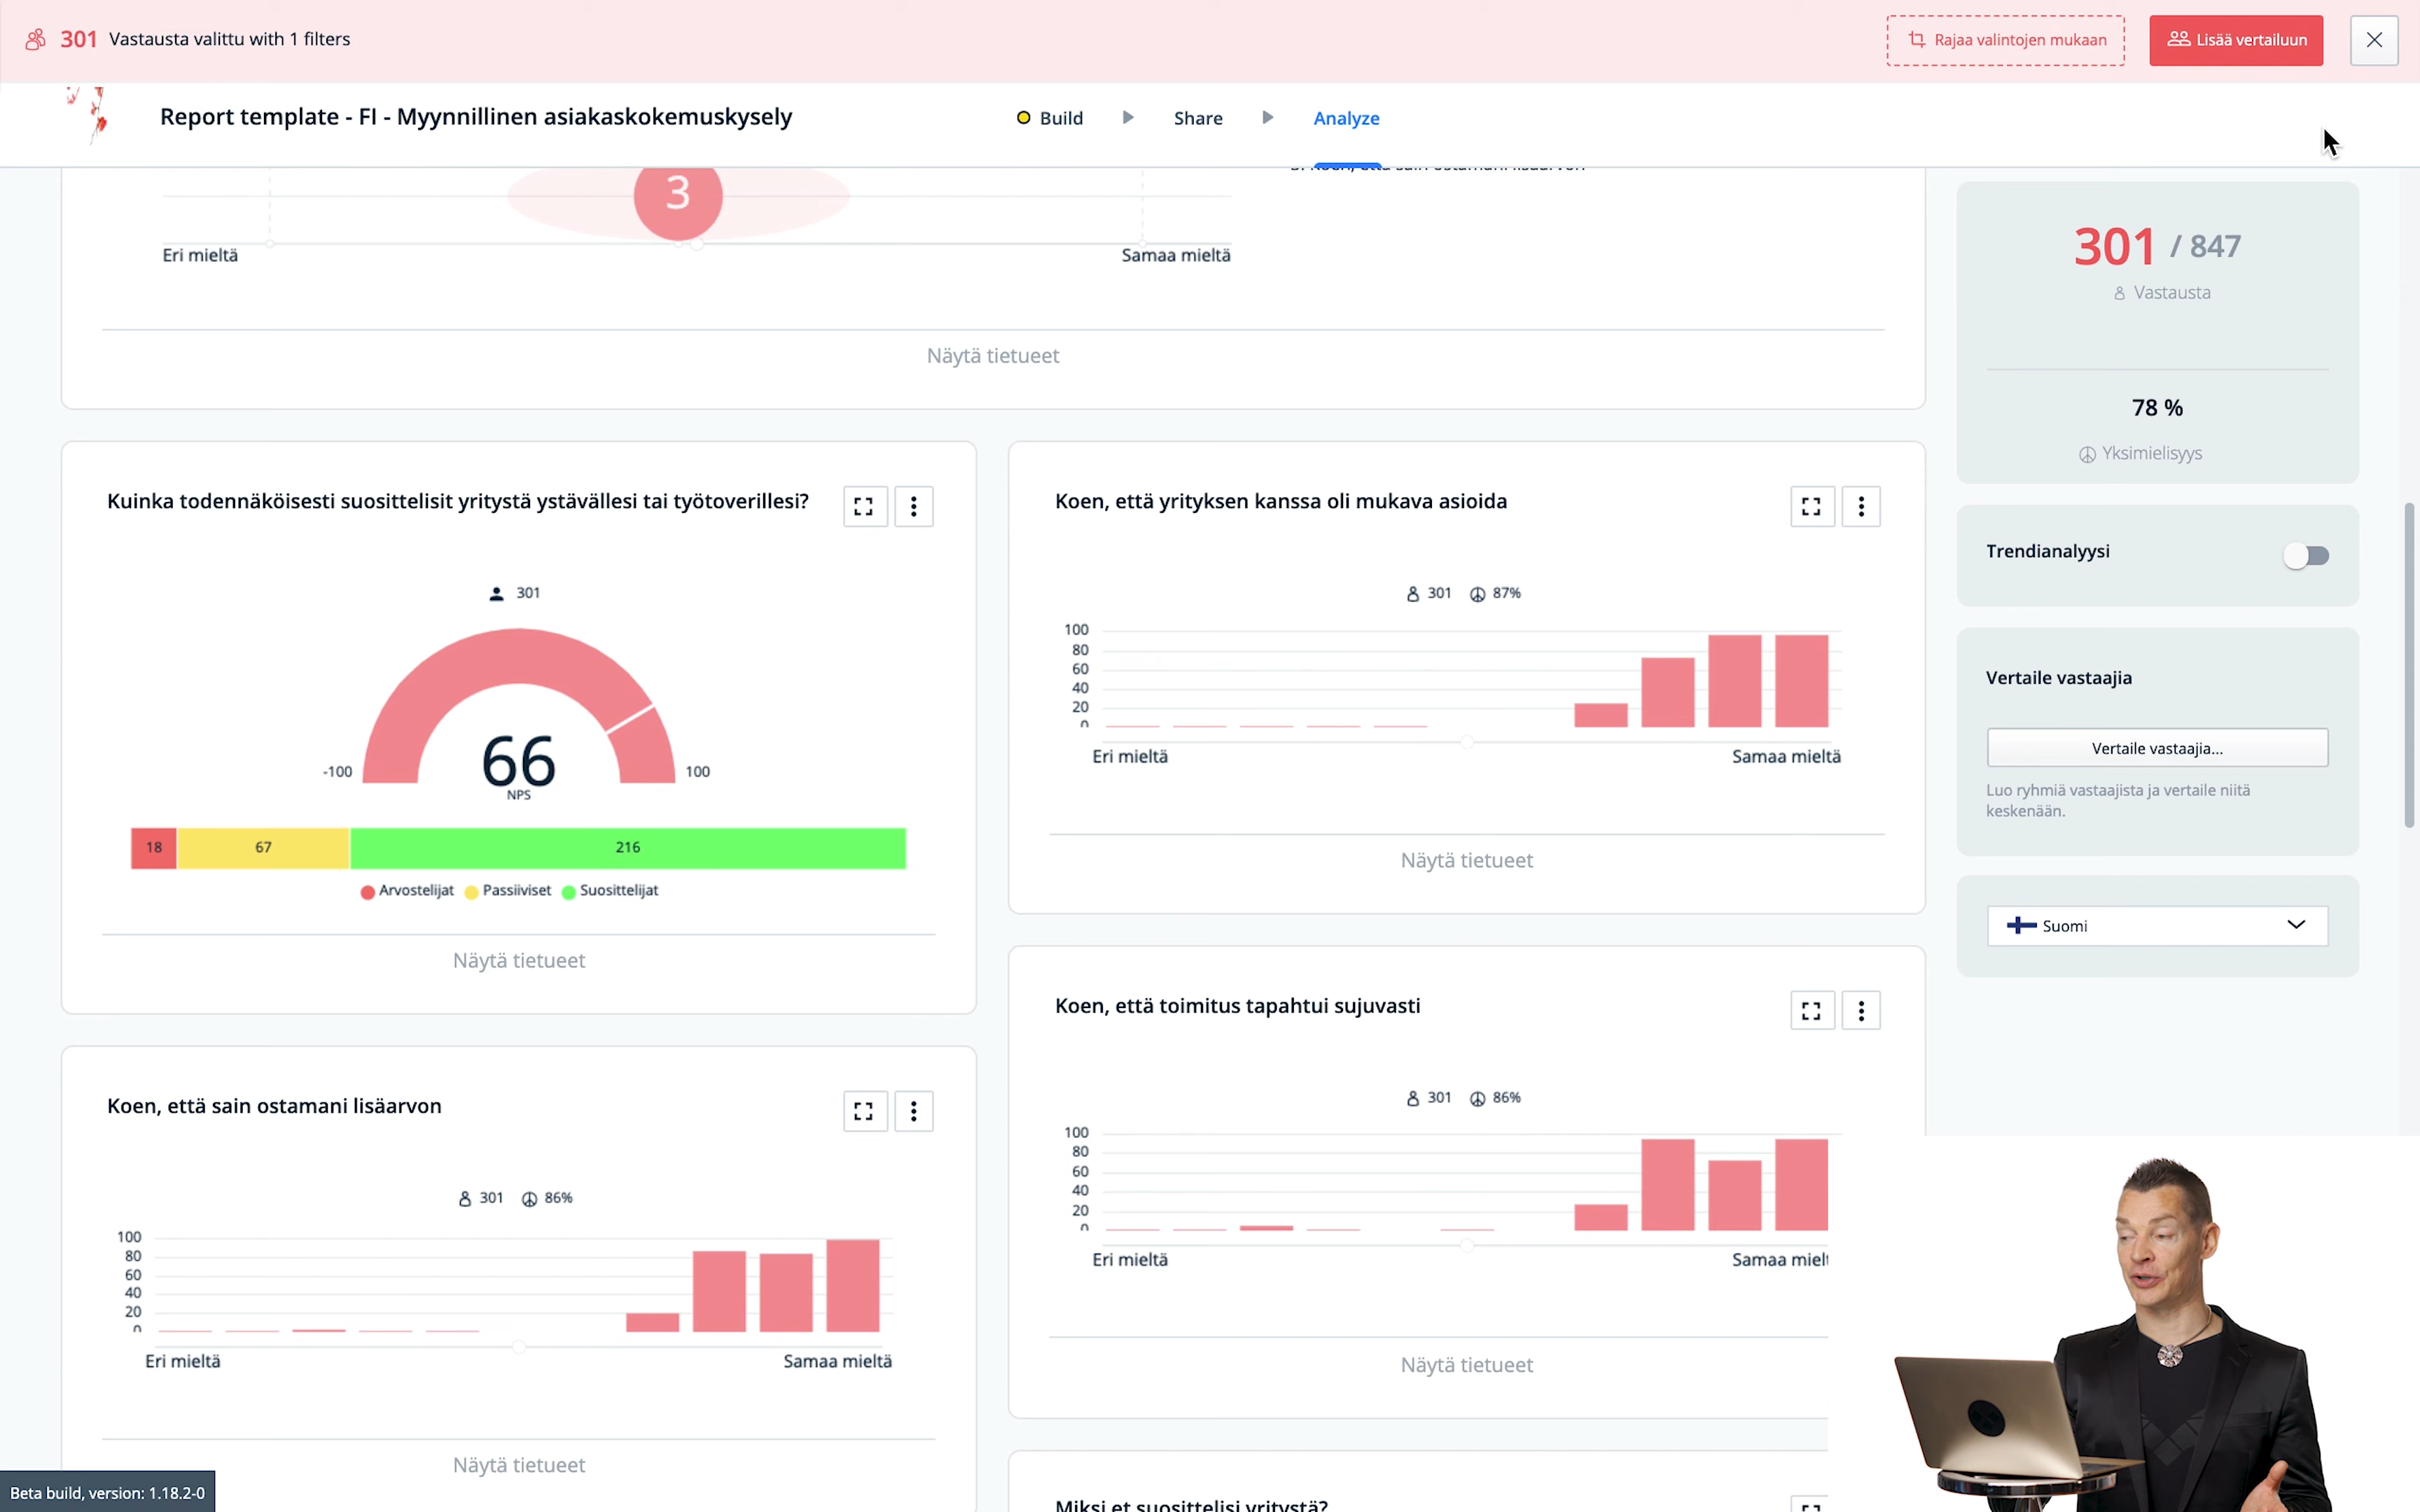 301 Vastausta valittu with 1 filters
Rajaa valintojen mukaan
Lisää vertailuun
Report template - FI - Myynnillinen asiakaskokemuskysely
Build
Share
Analyze
3
Eri mieltä
Samaa mieltä
Näytä tietueet
301 / 847
Vastausta
78 %
Yksimielisyys
Trendianalyysi
Vertaile vastaajia
Vertaile vastaajia...
Luo ryhmiä vastaajista ja vertaile niitä
keskenään.
Suomi
Kuinka todennäköisesti suosittelisit yritystä ystävällesi tai työtoverillesi?
301
-100
66
NPS
100
18
67
216
Arvostelijat
Passiiviset
Suosittelijat
Näytä tietueet
Koen, että yrityksen kanssa oli mukava asioida
301 87%
100
80
60
40
20
0
Eri mieltä
Samaa mieltä
Näytä tietueet
Koen, että toimitus tapahtui sujuvasti
301 86%
100
80
60
40
20
0
Eri mieltä
Samaa mielt
Näytä tietueet
Koen, että sain ostamani lisäarvon
301 86%
100
80
60
40
20
0
Eri mieltä
Samaa mieltä
Näytä tietueet
Miksi et suosittelisi yritystä?
Beta build, version: 1.18.2-0